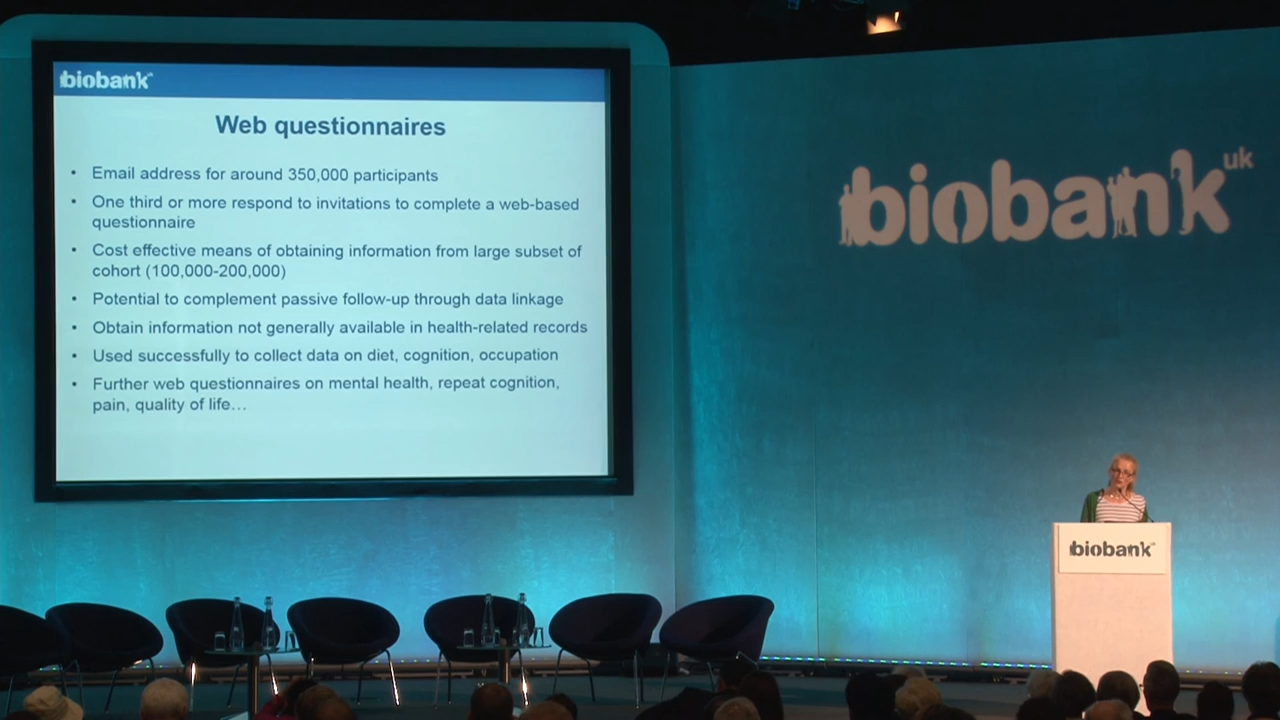 biobank uk
Web questionnaires
• Email address for around 350,000 participants
• One third or more respond to invitations to complete a web-based
questionnaire
• Cost effective means of obtaining information from large subset of
cohort (100,000-200,000)
• Potential to complement passive follow-up through data linkage
• Obtain information not generally available in health-related records
• Used successfully to collect data on diet, cognition, occupation
• Further web questionnaires on mental health, repeat cognition,
pain, quality of life…
biobank uk
biobank uk